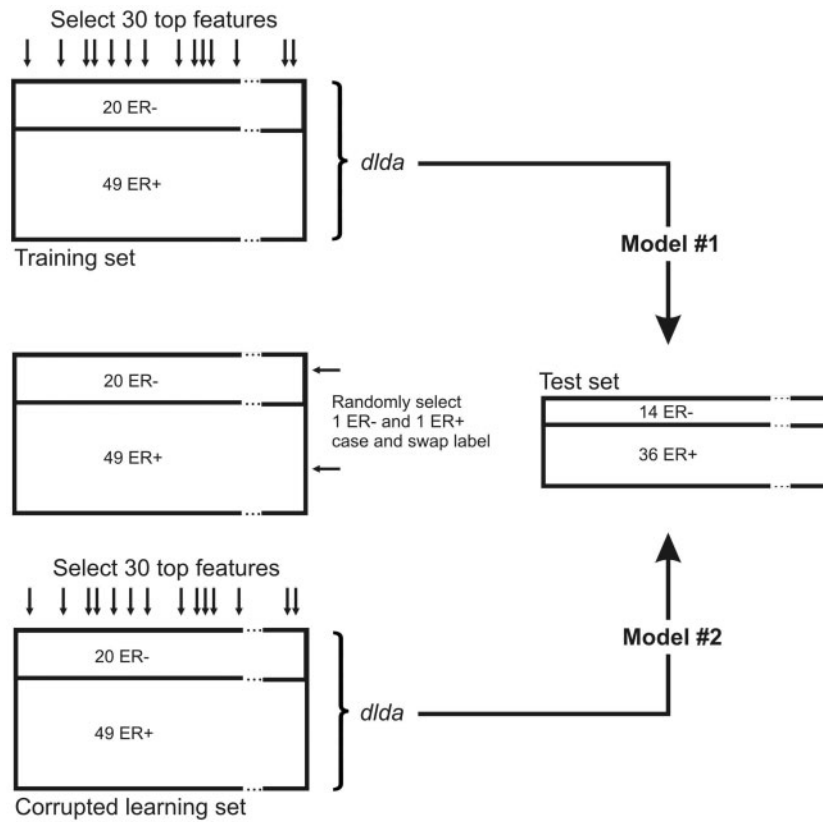 Select 30 top features
20 ER-
49 ER+
dlda
Training set
Model #1
20 ER-
49 ER+
Randomly select
1 ER- and 1 ER+
case and swap label
Test set
14 ER-
36 ER+
Select 30 top features
20 ER-
49 ER+
dlda
Corrupted learning set
Model #2